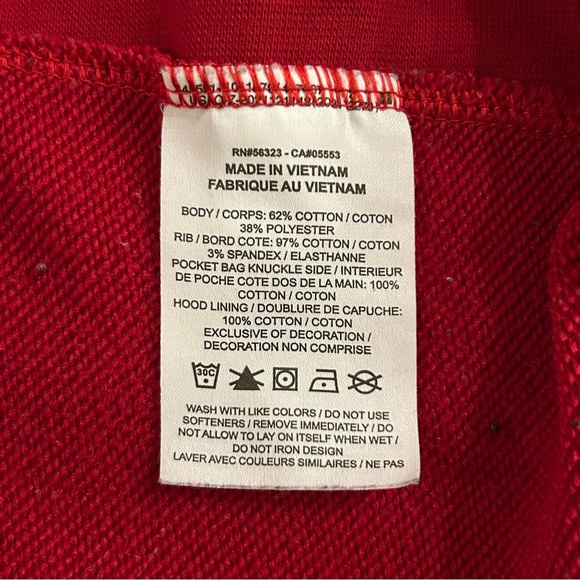 RN#56323 - CA#05553
MADE IN VIETNAM
FABRIQUE AU VIETNAM
BODY / CORPS: 62% COTTON / COTON
38% POLYESTER
RIB / BORD COTE: 97% COTTON / COTON
3% SPANDEX / ELASTHANNE
POCKET BAG KNUCKLE SIDE / INTERIEUR
DE POCHE COTE DOS DE LA MAIN: 100%
COTTON / COTON
HOOD LINING / DOUBLURE DE CAPUCHE:
100% COTTON / COTON
EXCLUSIVE OF DECORATION /
DECORATION NON COMPRISE
30C
WASH WITH LIKE COLORS / DO NOT USE
SOFTENERS / REMOVE IMMEDIATELY / DO
NOT ALLOW TO LAY ON ITSELF WHEN WET /
DO NOT IRON DESIGN
LAVER AVEC COULEURS SIMILAIRES / NE PAS